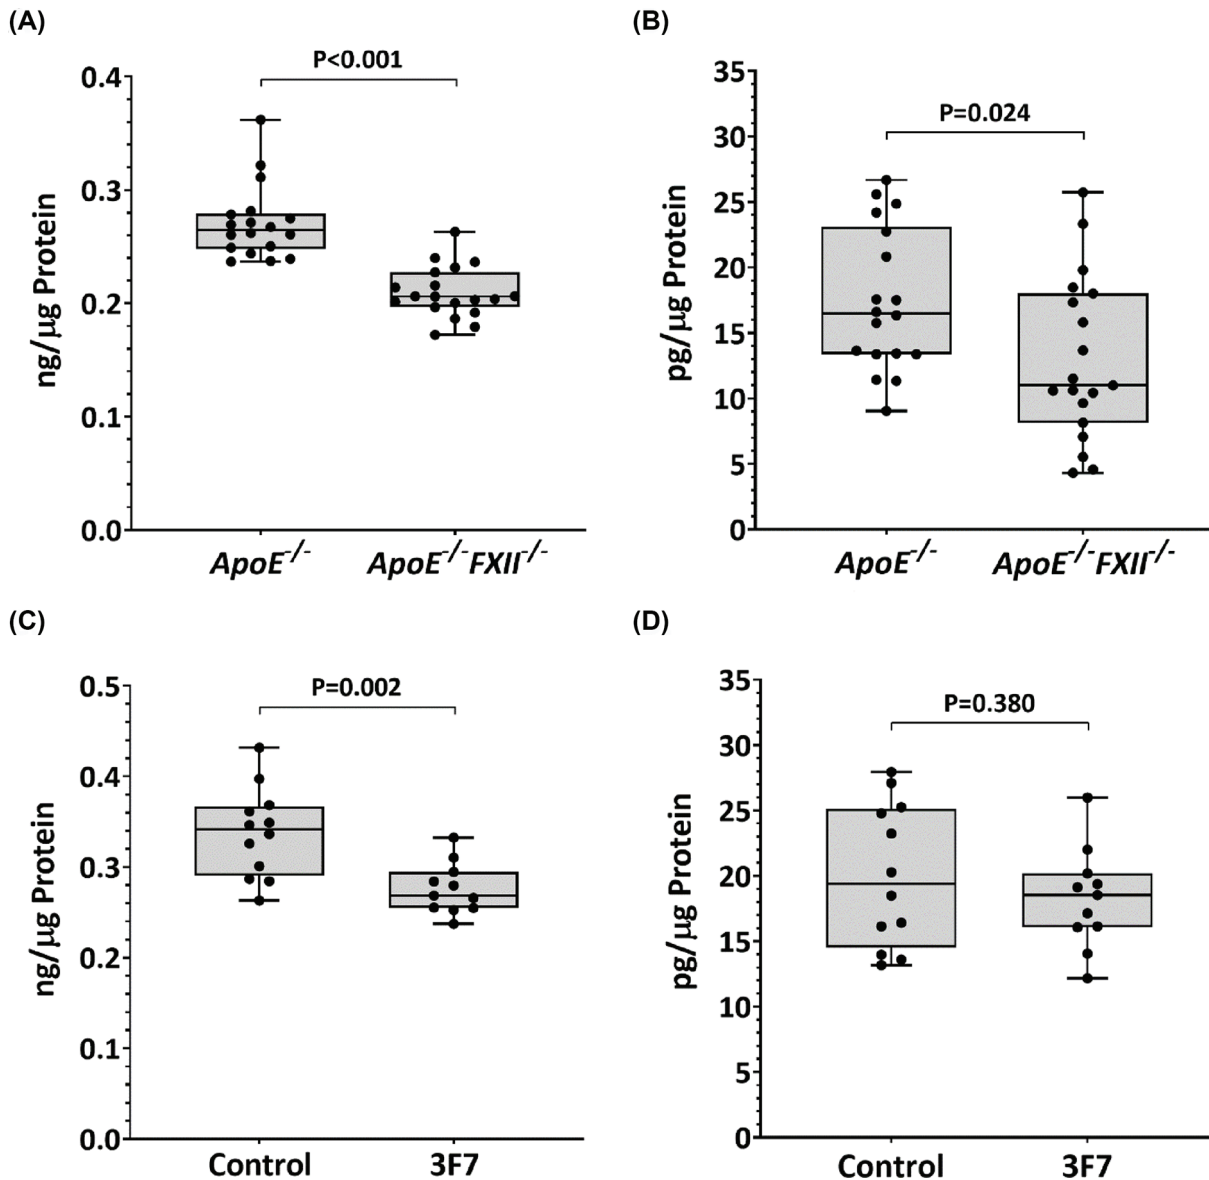 (A)
P<0.001
0.4
0.3
0.2
0.1
0.0
ng/µg Protein
ApoE-/-
ApoE-/-FXII-/-
(B)
P=0.024
35
30
25
20
15
10
5
0
pg/µg Protein
ApoE-/-
ApoE-/-FXII-/-
(C)
P=0.002
0.5
0.4
0.3
0.2
0.1
0.0
ng/µg Protein
Control
3F7
(D)
P=0.380
35
30
25
20
15
10
5
0
pg/µg Protein
Control
3F7